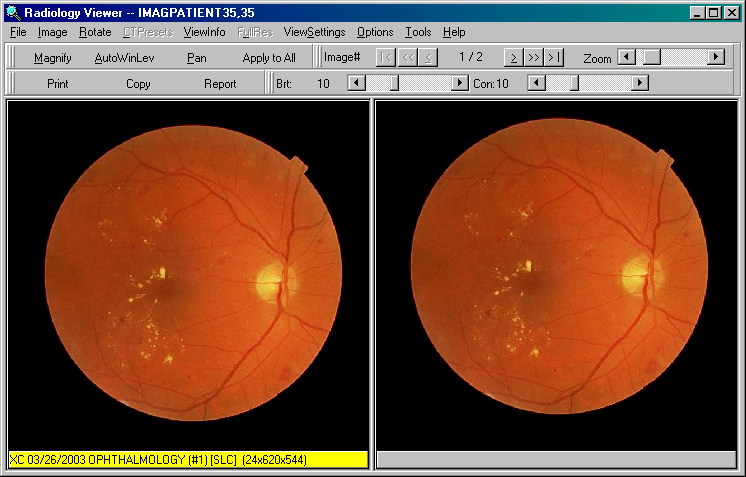 Radiology Viewer -- IMAGPATIENT35,35
File Image Rotate CTPresets ViewInfo FullRes ViewSettings Options Tools Help
Magnify AutoWinLev Pan Apply to All Image# |< << < 1 / 2 > >> >| Zoom
Print Copy Report Brt: 10 Con: 10
XC 03/26/2003 OPHTHALMOLOGY (#1) [SLC] (24x620x544)